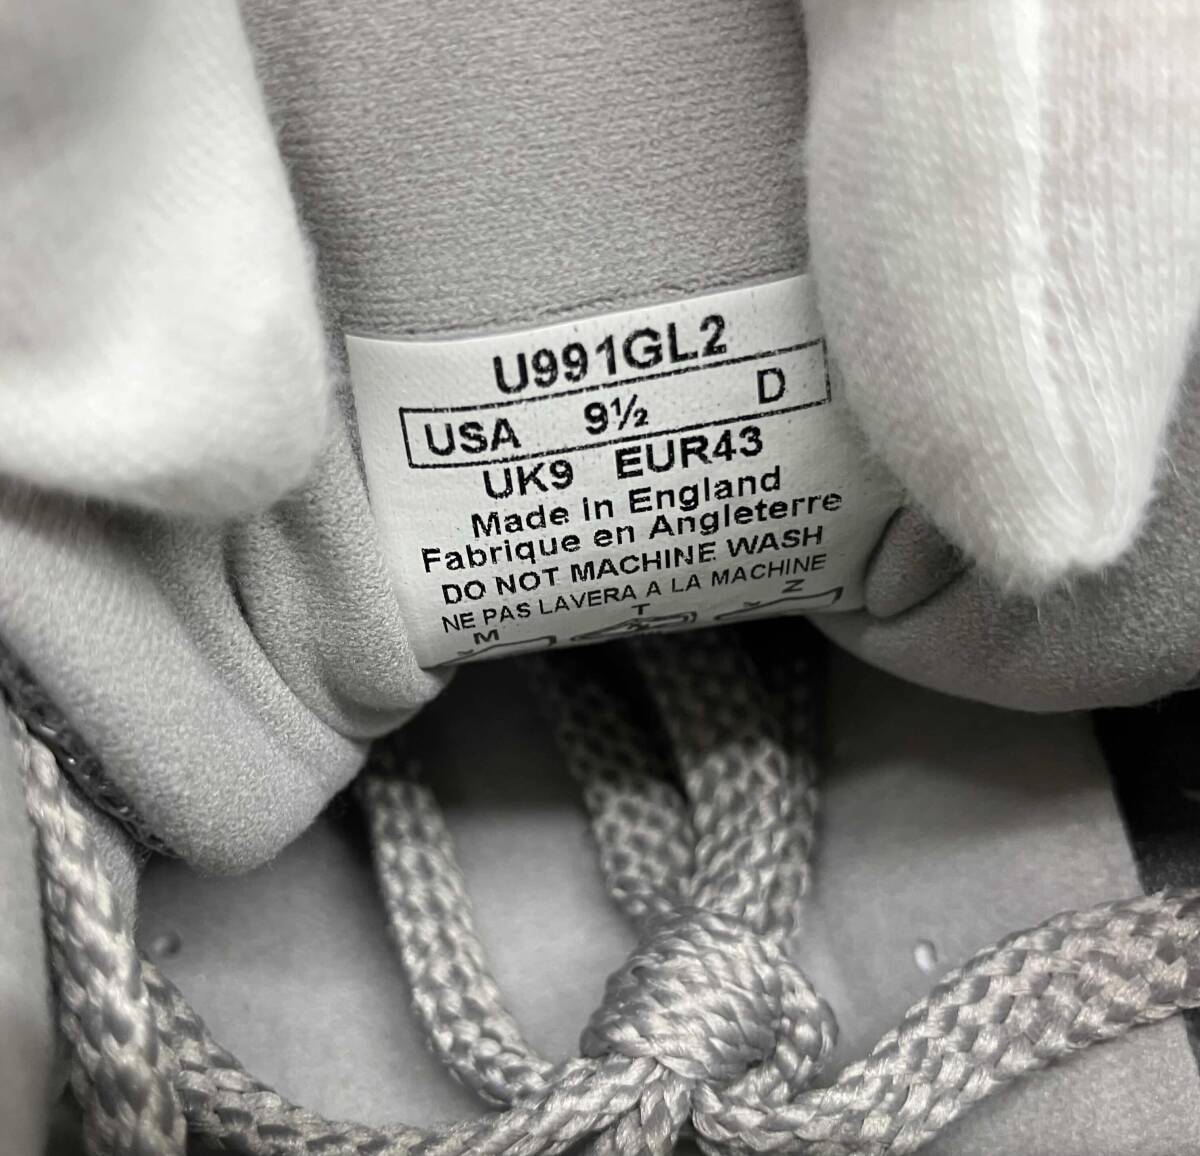 U991GL2
USA 9½ D
UK9 EUR43
Made in England
Fabrique en Angleterre
DO NOT MACHINE WASH
NE PAS LAVER A LA MACHINE
M T Z